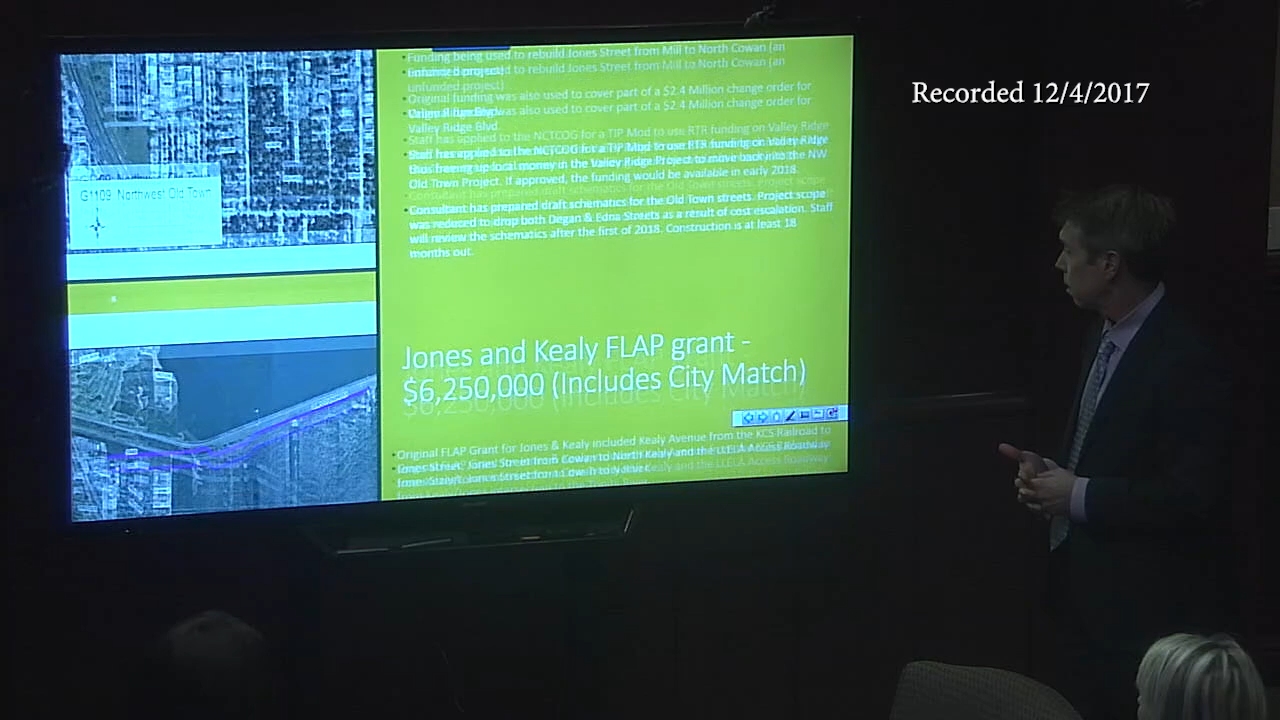 Recorded 12/4/2017
G1109 Northwest Old Town
Funding being used to rebuild Jones Street from Mill to North Cowan (an
unfunded project)
Original funding was also used to cover part of a $2.4 Million change order for
Valley Ridge Blvd.
Staff has applied to the NCTCOG for a TIP Mod to use RTR funding on Valley Ridge
thus freeing up local money in the Valley Ridge Project to move back into the NW
Old Town Project. If approved, the funding would be available in early 2018.
Consultant has prepared draft schematics for the Old Town streets. Project scope
was reduced to drop both Degan & Edna Streets as a result of cost escalation. Staff
will review the schematics after the first of 2018. Construction is at least 18
months out.
Jones and Kealy FLAP grant -
$6,250,000 (Includes City Match)
Original FLAP Grant for Jones & Kealy included Kealy Avenue from the KCS Railroad to
Jones Street, Jones Street from Cowan to North Kealy and the LLELA Access Roadway